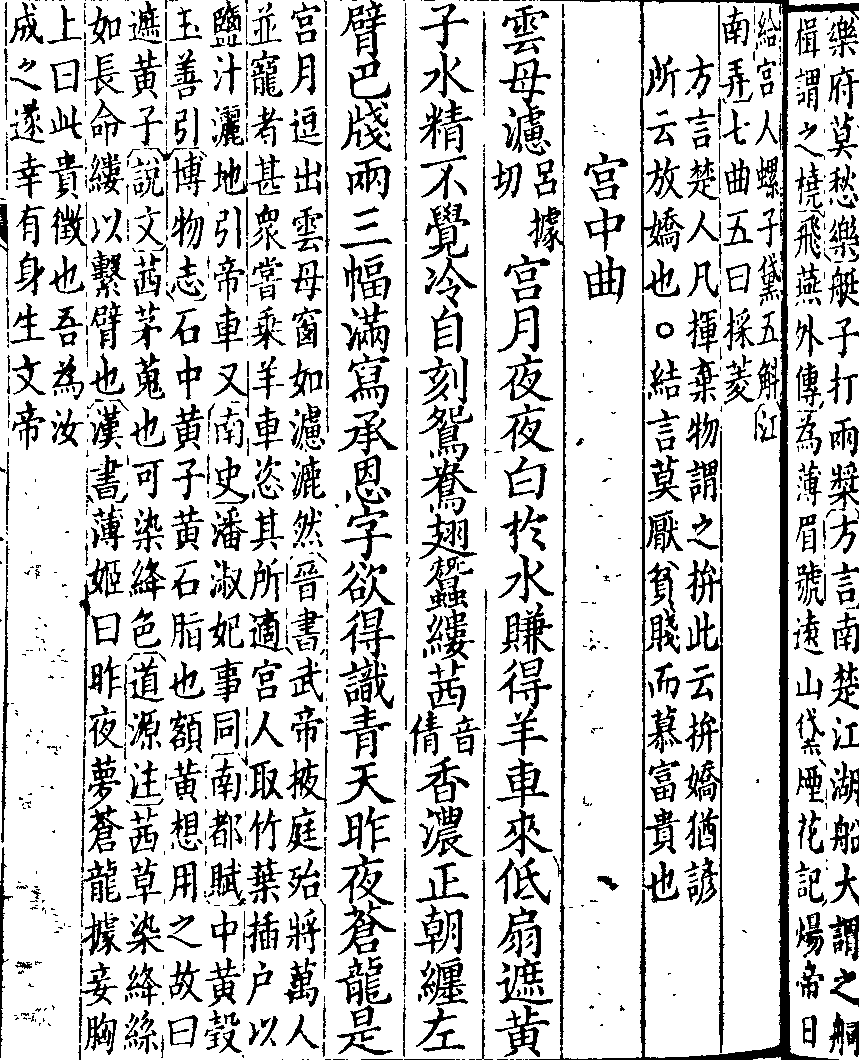 樂府莫愁樂艇子打兩槳方言南楚江湖船大謂之舸
楫謂之橈飛燕外傳為薄眉號遠山黛煙花記煬帝日
給宮人螺子黛五斛江
南弄七曲五曰採菱
方言楚人凡揮棄物謂之拚此云拚嬌猶諺
所云放嬌也○結言莫厭貧賤而慕富貴也
宮中曲
雲母濾呂據切宮月夜夜白於水賺得羊車來低扇遮黃
子水精不覺冷自刻鴛鴦翅蠶縷茜音倩香濃正朝纏左
臂巴牋兩三幅滿寫承恩字欲得識青天昨夜蒼龍是
宮月逗出雲母窗如濾漉然晉書武帝掖庭殆將萬人
並寵者甚衆嘗乘羊車恣其所適宮人取竹葉插户以
鹽汁灑地引帝車又南史潘淑妃事同南都賦中黃瑴
玉善引博物志石中黃子黃石脂也額黃想用之故曰
遮黃子說文茜茅蒐也可染絳色道源注茜草染絳絲
如長命縷以繫臂也漢書薄姬曰昨夜夢蒼龍據妾胸
上曰此貴徵也吾為汝
成之遂幸有身生文帝